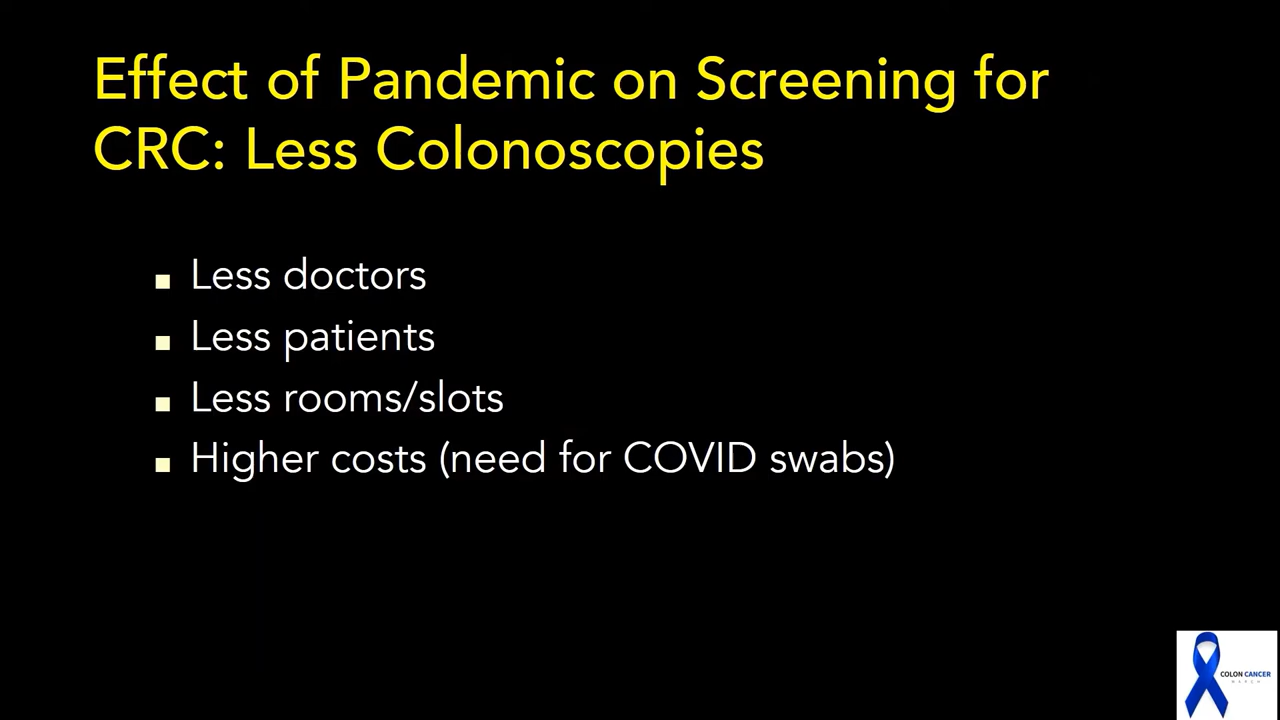 Effect of Pandemic on Screening for
CRC: Less Colonoscopies
Less doctors
Less patients
Less rooms/slots
Higher costs (need for COVID swabs)
COLON CANCER
MARCH